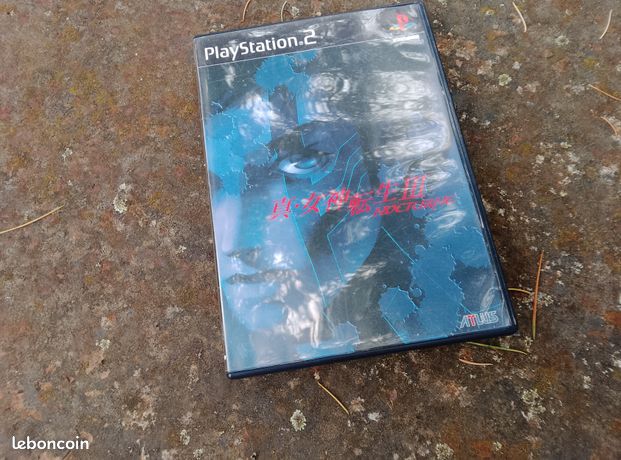 PlayStation®2
真・女神転生III
NOCTURNE
ATLUS
leboncoin